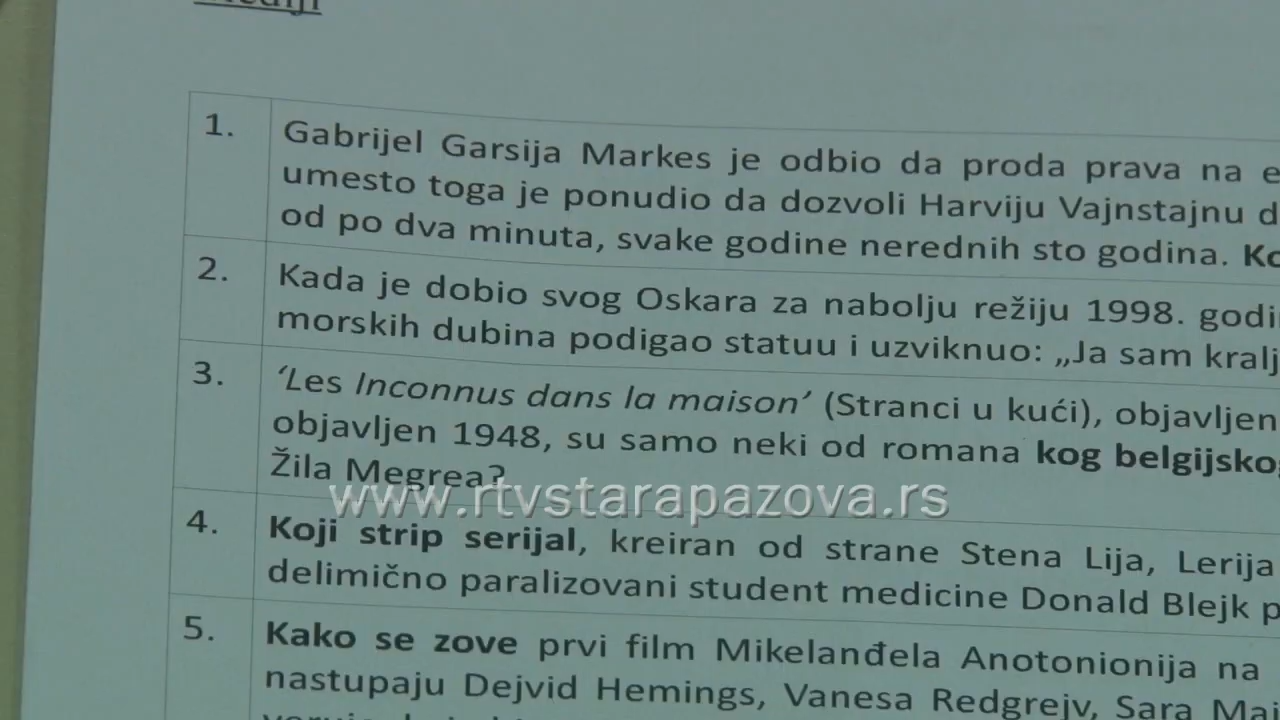 1. Gabrijel Garsija Markes je odbio da proda prava na
umesto toga je ponudio da dozvoli Harviju Vajnstajnu
od po dva minuta, svake godine nerednih sto godina.
2. Kada je dobio svog Oskara za nabolju režiju 1998.
morskih dubina podigao statuu i uzviknuo: „Ja sam kralj
3. ‘Les Inconnus dans la maison’ (Stranci u kući), objavljen
objavljen 1948, su samo neki od romana kog
Žila Megrea?
www.rtvstarapazova.rs
4. Koji strip serijal, kreiran od strane Stena Lija, Lerija
delimično paralizovani student medicine Donald Blejk
5. Kako se zove prvi film Mikelanđela Anotonionija na
nastupaju Dejvid Hemings, Vanesa Redgrejv, Sara